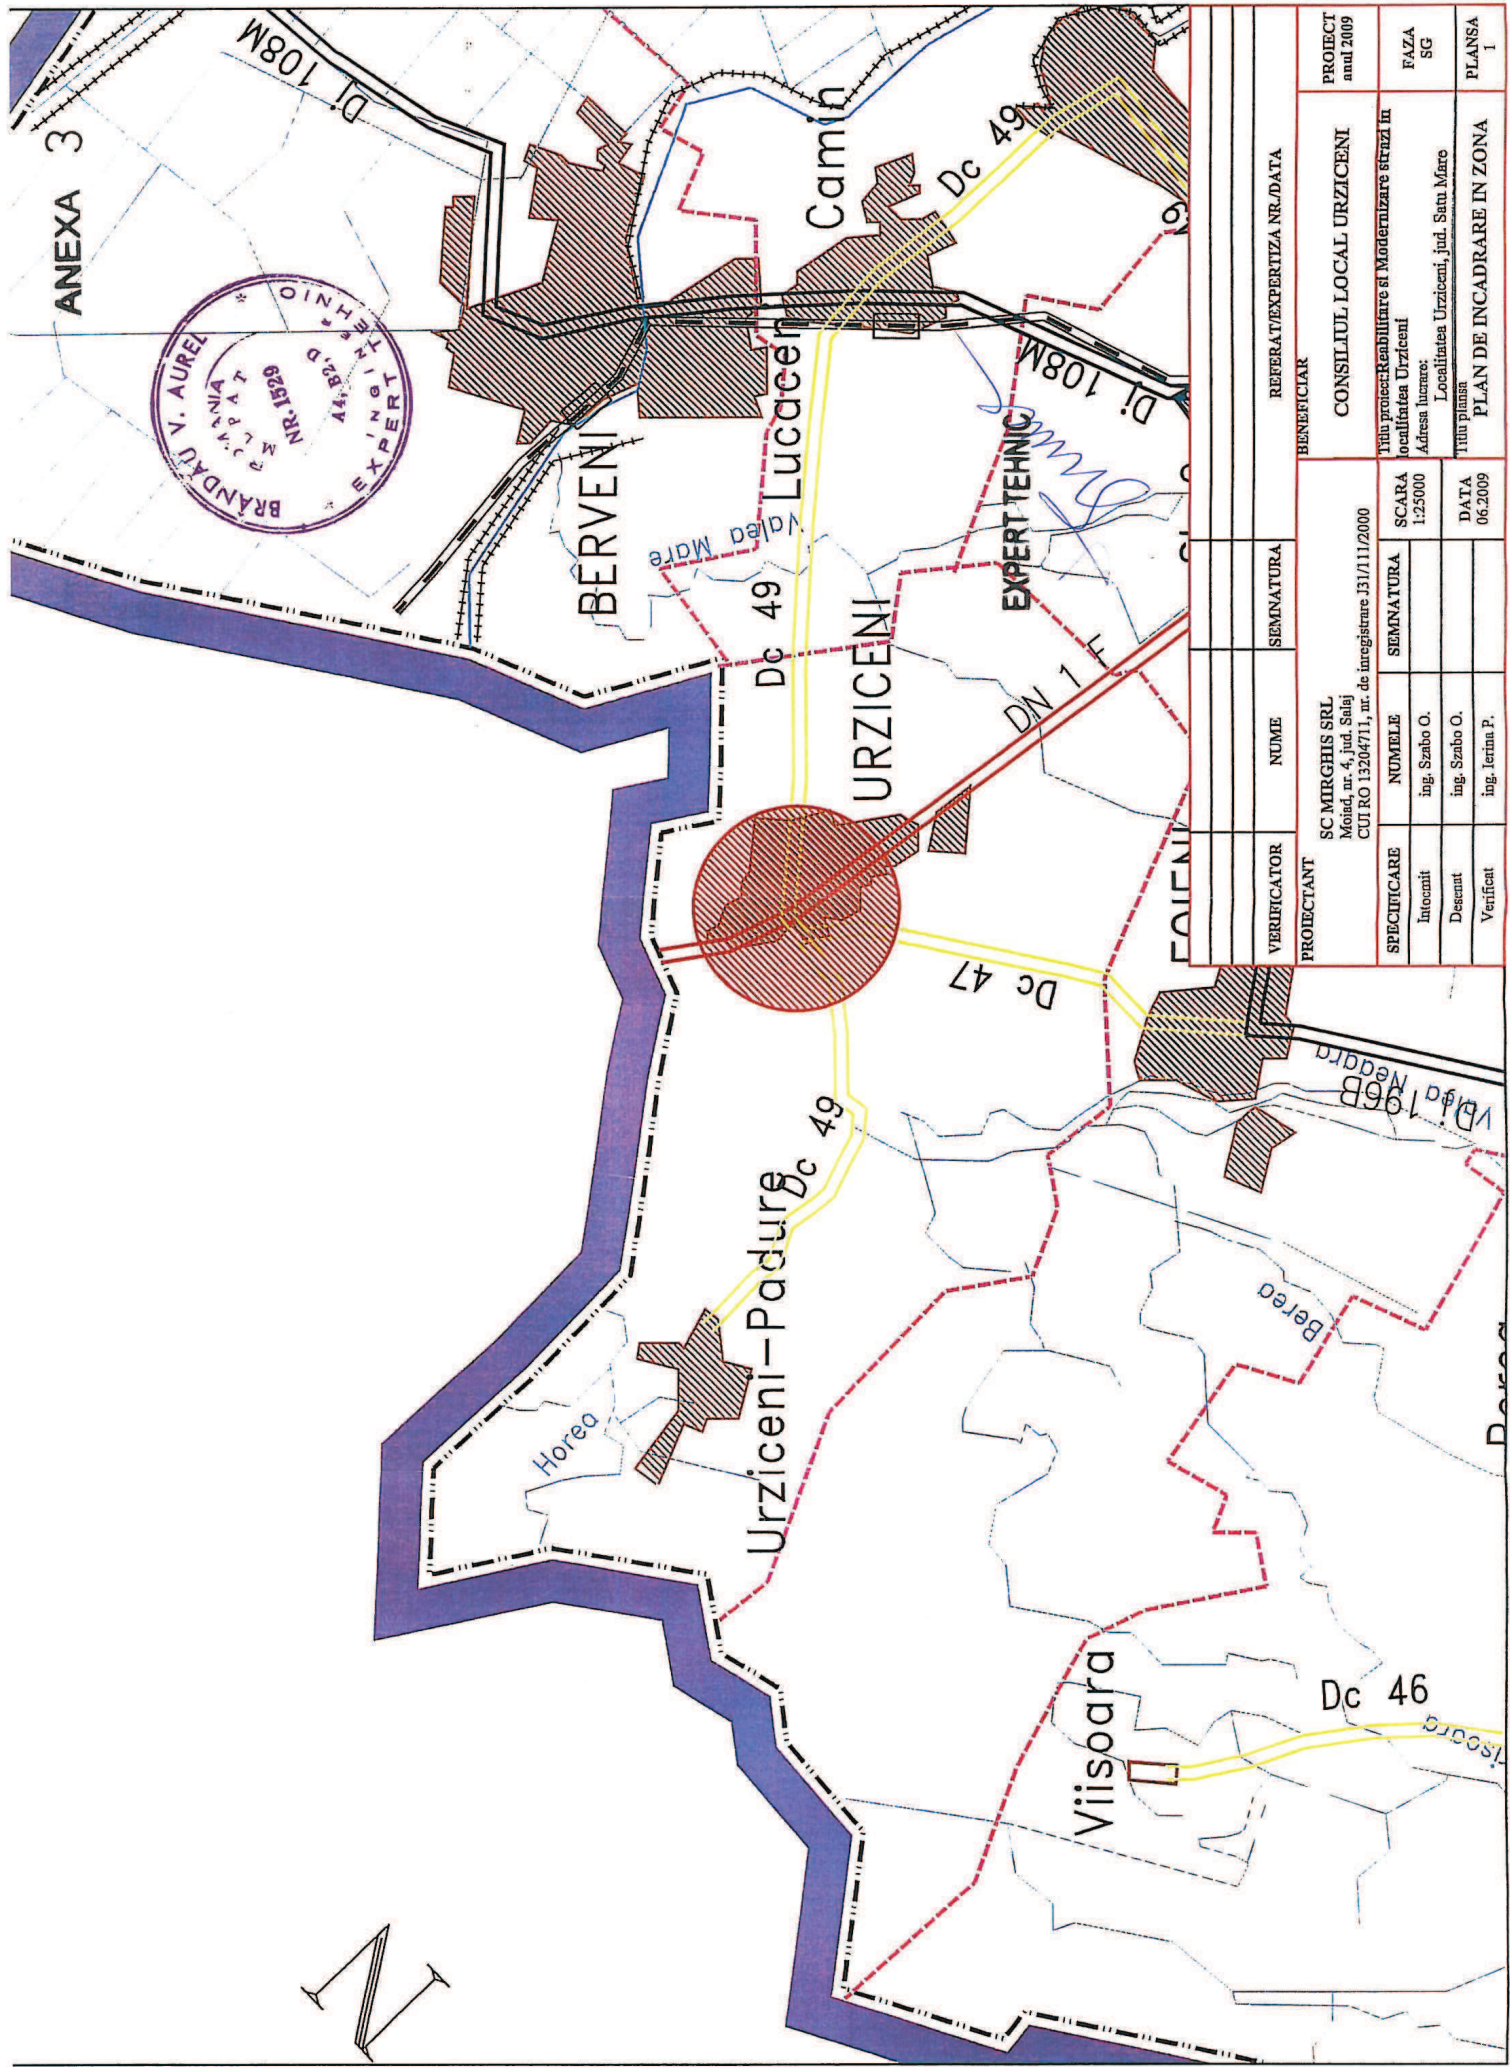 ANEXA 3
BRÂNDAU V. AUREL
NR. 1529
A4, B2, D
EXPERT TEHNIC
Dj 108M
BERVENI
Camin
Lucaceni
Dc 49
Dc 49
Valea Mare
URZICENI
EXPERT TEHNIC
Dj 108M
DN 1 F
Dc 47
Dc 49
Urziceni-Padure
Horea
Valea Neagra
Dj 196B
Berea
Viisoara
Dc 46
N
VERIFICATOR NUME SEMNATURA REFERAT/EXPERTIZA NR./DATA
PROIECTANT
SC MIRGHIS SRL
Moiad, nr. 4, jud. Salaj
CUI RO 13204711, nr. de inregistrare J31/111/2000
BENEFICIAR
CONSILIUL LOCAL URZICENI
PROIECT
anul 2009
SPECIFICARE NUMELE SEMNATURA
Intocmit ing. Szabo O.
Desenat ing. Szabo O.
Verificat ing. Ierina P.
SCARA
1:25000
DATA
06.2009
Titlu proiect: Reabilitare si Modernizare strazi in
localitatea Urziceni
Adresa lucrare:
Localitatea Urziceni, jud. Satu Mare
Titlu plansa
PLAN DE INCADRARE IN ZONA
FAZA
SG
PLANSA
1